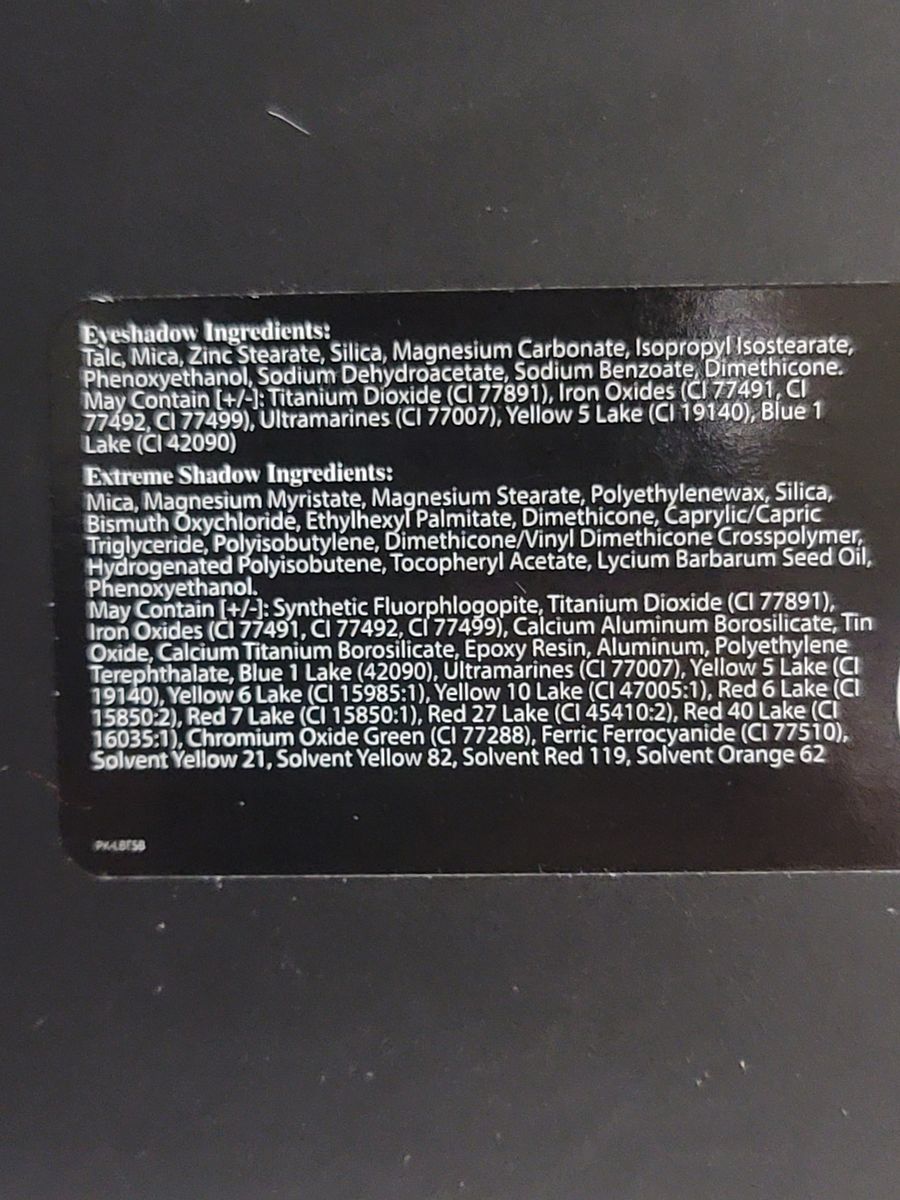 Eyeshadow Ingredients:
Talc, Mica, Zinc Stearate, Silica, Magnesium Carbonate, Isopropyl Isostearate,
Phenoxyethanol, Sodium Dehydroacetate, Sodium Benzoate, Dimethicone.
May Contain [+/-]: Titanium Dioxide (CI 77891), Iron Oxides (CI 77491, CI
77492, CI 77499), Ultramarines (CI 77007), Yellow 5 Lake (CI 19140), Blue 1
Lake (CI 42090)
Extreme Shadow Ingredients:
Mica, Magnesium Myristate, Magnesium Stearate, Polyethylenewax, Silica,
Bismuth Oxychloride, Ethylhexyl Palmitate, Dimethicone, Caprylic/Capric
Triglyceride, Polyisobutylene, Dimethicone/Vinyl Dimethicone Crosspolymer,
Hydrogenated Polyisobutene, Tocopheryl Acetate, Lycium Barbarum Seed Oil,
Phenoxyethanol.
May Contain [+/-]: Synthetic Fluorphlogopite, Titanium Dioxide (CI 77891),
Iron Oxides (CI 77491, CI 77492, CI 77499), Calcium Aluminum Borosilicate, Tin
Oxide, Calcium Titanium Borosilicate, Epoxy Resin, Aluminum, Polyethylene
Terephthalate, Blue 1 Lake (42090), Ultramarines (CI 77007), Yellow 5 Lake (CI
19140), Yellow 6 Lake (CI 15985:1), Yellow 10 Lake (CI 47005:1), Red 6 Lake (CI
15850:2), Red 7 Lake (CI 15850:1), Red 27 Lake (CI 45410:2), Red 40 Lake (CI
16035:1), Chromium Oxide Green (CI 77288), Ferric Ferrocyanide (CI 77510),
Solvent Yellow 21, Solvent Yellow 82, Solvent Red 119, Solvent Orange 62